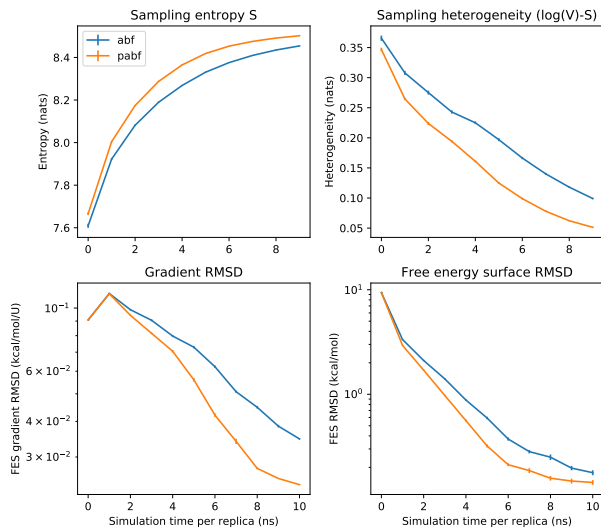 Sampling entropy S
Entropy (nats)
8.4
8.2
8.0
7.8
7.6
abf
pabf
0 2 4 6 8
Sampling heterogeneity (log(V)-S)
Heterogeneity (nats)
0.35
0.30
0.25
0.20
0.15
0.10
0.05
0 2 4 6 8
Gradient RMSD
FES gradient RMSD (kcal/mol/U)
10⁻¹
6 × 10⁻²
4 × 10⁻²
3 × 10⁻²
0 2 4 6 8 10
Simulation time per replica (ns)
Free energy surface RMSD
FES RMSD (kcal/mol)
10¹
10⁰
0 2 4 6 8 10
Simulation time per replica (ns)